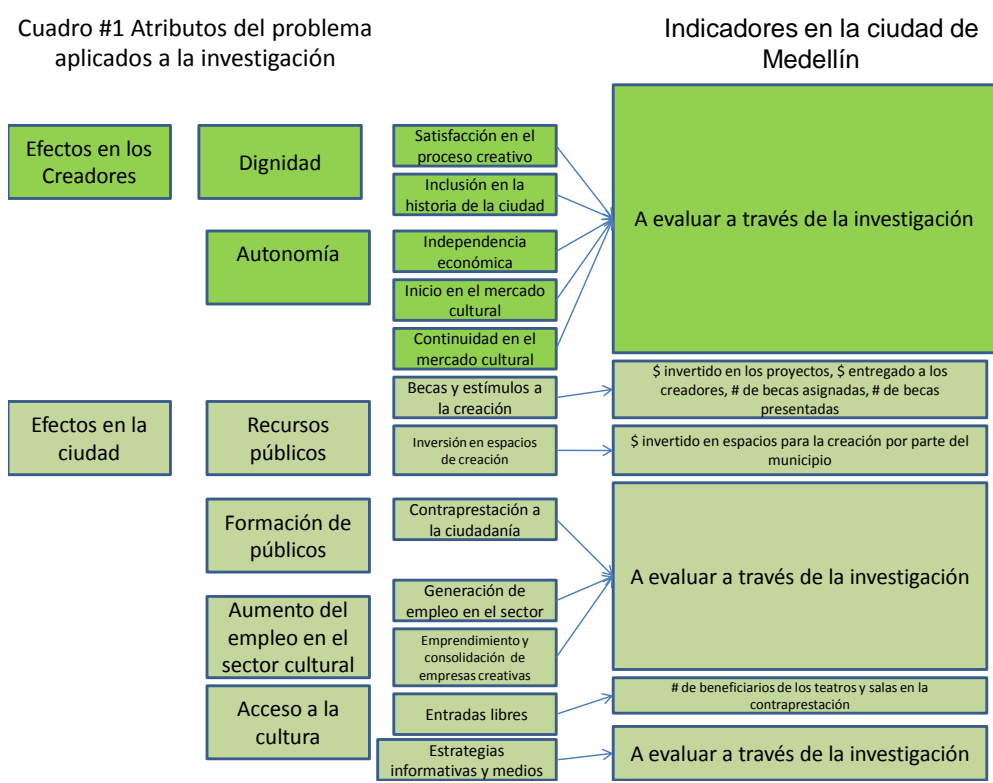 Cuadro #1 Atributos del problema
aplicados a la investigación
Indicadores en la ciudad de
Medellín
Efectos en los
Creadores
Dignidad
Satisfacción en el
proceso creativo
Inclusión en la
historia de la ciudad
A evaluar a través de la investigación
Autonomía
Independencia
económica
Inicio en el mercado
cultural
Continuidad en el
mercado cultural
Efectos en la
ciudad
Recursos
públicos
Becas y estímulos a
la creación
$ invertido en los proyectos, $ entregado a los
creadores, # de becas asignadas, # de becas
presentadas
Inversión en espacios
de creación
$ invertido en espacios para la creación por parte del
municipio
Formación de
públicos
Contraprestación a
la ciudadanía
A evaluar a través de la investigación
Aumento del
empleo en el
sector cultural
Generación de
empleo en el sector
Emprendimiento y
consolidación de
empresas creativas
Acceso a la
cultura
Entradas libres
# de beneficiarios de los teatros y salas en la
contraprestación
Estrategias
informativas y medios
A evaluar a través de la investigación